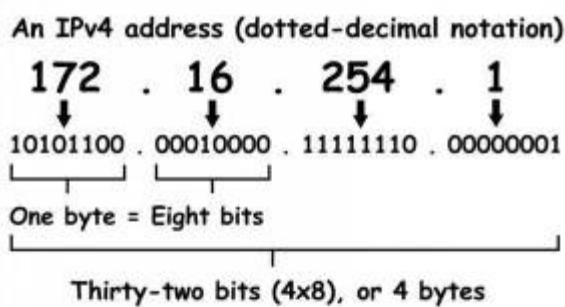 An IPv4 address (dotted-decimal notation)
172 . 16 . 254 . 1
10101100 . 00010000 . 11111110 . 00000001
One byte = Eight bits
Thirty-two bits (4x8), or 4 bytes